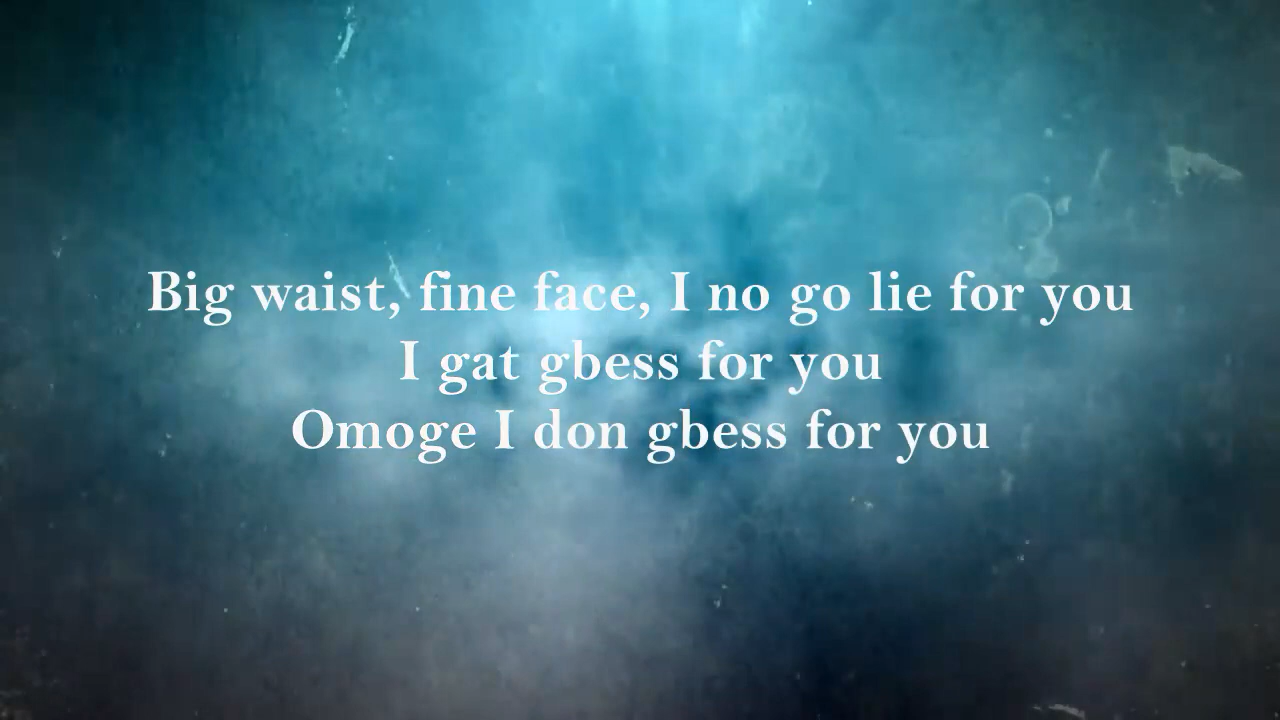 Big waist, fine face, I no go lie for you
I gat gbess for you
Omoge I don gbess for you